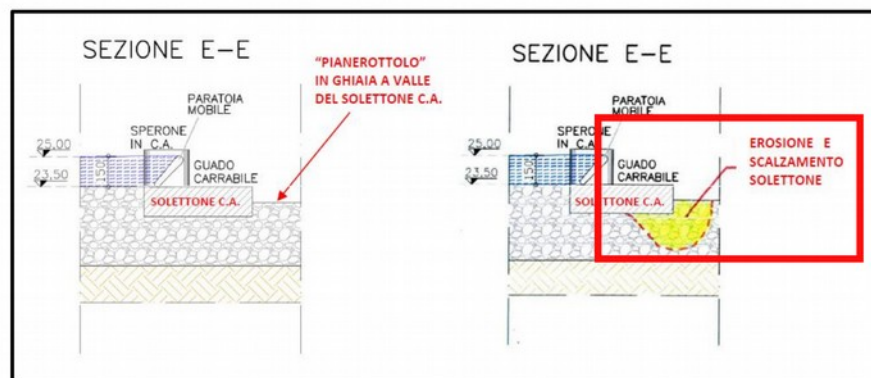 SEZIONE E-E
"PIANEROTTOLO"
IN GHIAIA A VALLE
DEL SOLETTONE C.A.
PARATOIA
MOBILE
SPERONE
IN C.A.
25.00
GUADO
CARRABILE
150
23.50
SOLETTONE C.A.
SEZIONE E-E
PARATOIA
MOBILE
SPERONE
IN C.A.
25.00
GUADO
CARRABILE
150
23.50
SOLETTONE C.A.
EROSIONE E
SCALZAMENTO
SOLETTONE